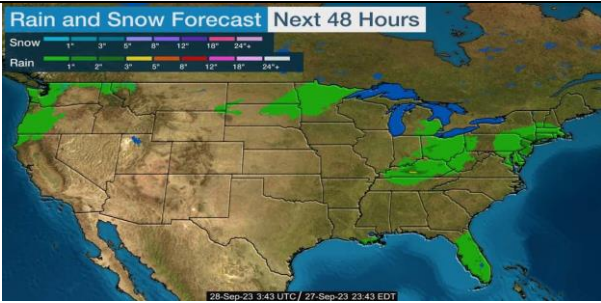 Rain and Snow Forecast Next 48 Hours
Snow 1" 3" 5" 8" 12" 18" 24"+
Rain 1" 2" 3" 5" 8" 12" 18" 24"+
28-Sep-23 3:43 UTC / 27-Sep-23 23:43 EDT